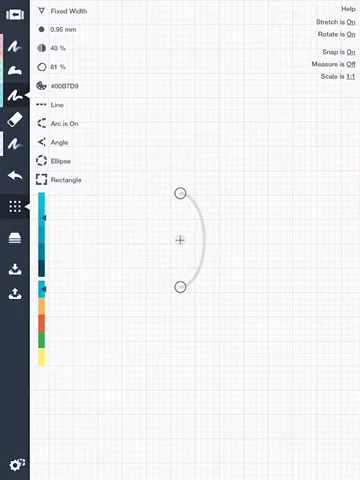 Fixed Width
Help
0.95 mm
Stretch is On
Rotate is On
40 %
Snap is On
61 %
Measure is Off
#00B7D9
Scale is 1:1
Line
Arc is On
Angle
Ellipse
Rectangle